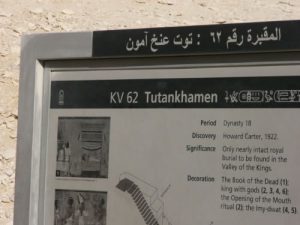 المقبرة رقم ٦٢ : توت عنخ آمون
KV 62 Tutankhamen
Period Dynasty 18
Discovery Howard Carter, 1922.
Significance Only nearly intact royal
burial to be found in the
Valley of the Kings.
Decoration The Book of the Dead (1);
king with gods (2, 3, 4, 6);
the Opening of the Mouth
ritual (2); the Imy-dwat (4, 5)